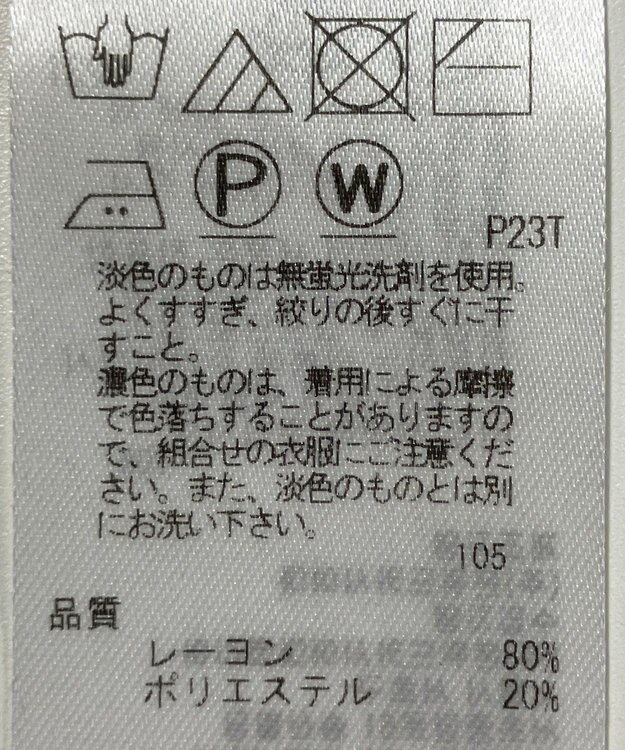 P
W
P23T
淡色のものは無蛍光洗剤を使用。
よくすすぎ、絞りの後すぐに干
すこと。
濃色のものは、着用による摩擦
で色落ちすることがありますの
で、組合せの衣服にご注意くだ
さい。また、淡色のものとは別
にお洗い下さい。
105
品質
レーヨン 80%
ポリエステル 20%